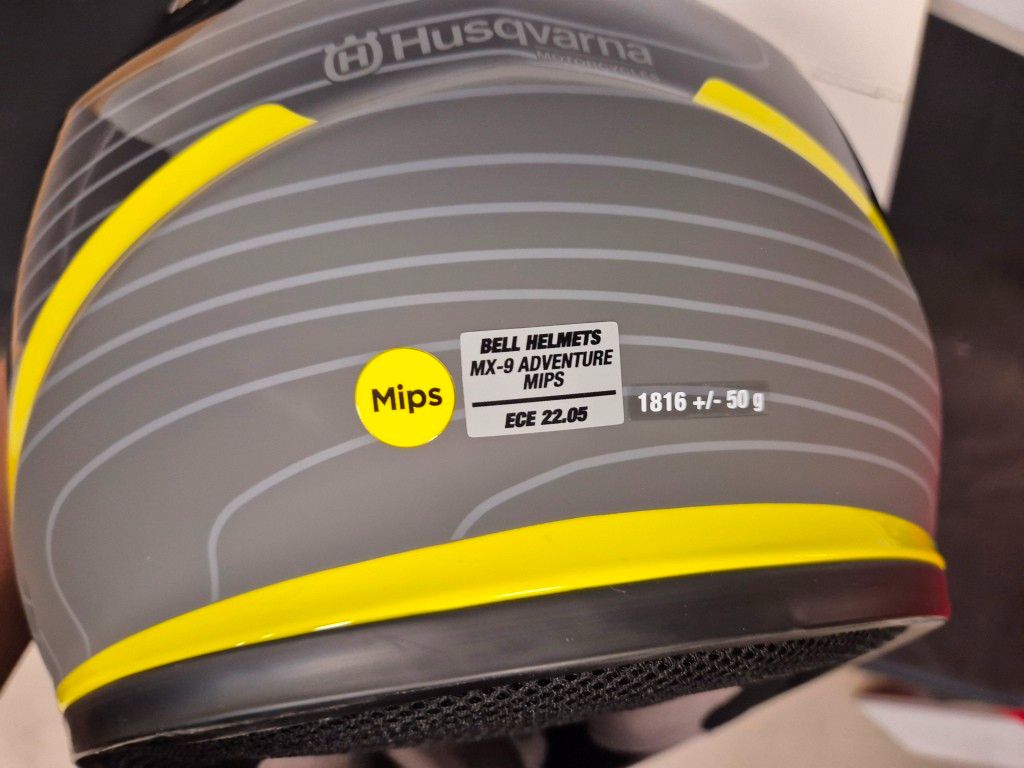 Husqvarna
MOTORCYCLES
Mips
BELL HELMETS
MX-9 ADVENTURE
MIPS
ECE 22.05
1816 +/- 50 g